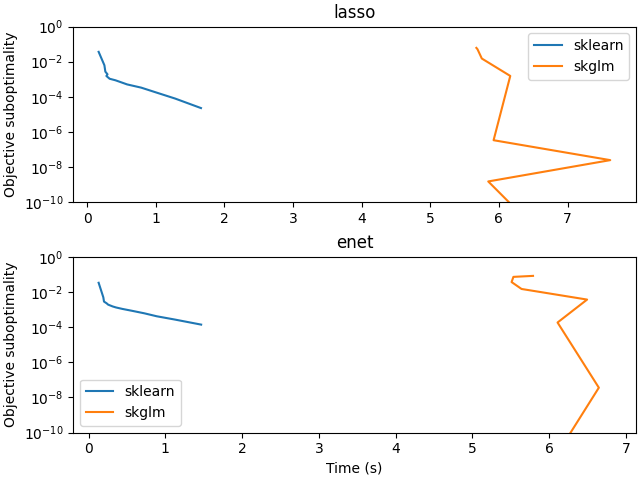 lasso
Objective suboptimality
10^0
10^-2
10^-4
10^-6
10^-8
10^-10
sklearn
skglm
0 1 2 3 4 5 6 7
enet
Objective suboptimality
10^0
10^-2
10^-4
10^-6
10^-8
10^-10
sklearn
skglm
0 1 2 3 4 5 6 7
Time (s)